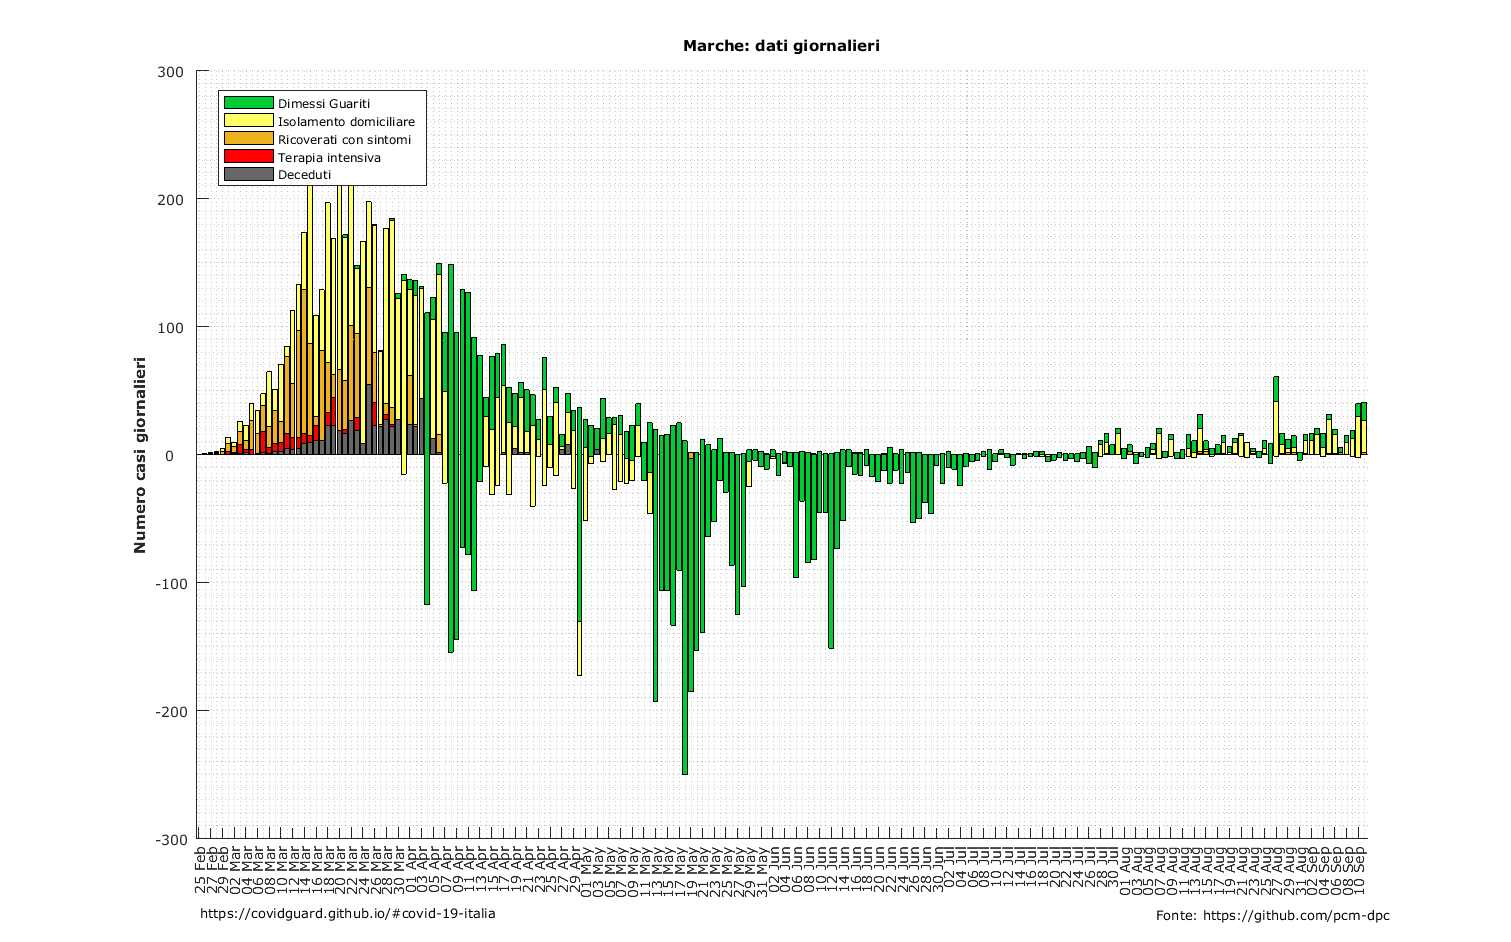 Marche: dati giornalieri
Dimessi Guariti
Isolamento domiciliare
Ricoverati con sintomi
Terapia intensiva
Deceduti
Numero casi giornalieri
300
200
100
0
-100
-200
-300
25 Feb
27 Feb
29 Feb
02 Mar
04 Mar
06 Mar
08 Mar
10 Mar
12 Mar
14 Mar
16 Mar
18 Mar
20 Mar
22 Mar
24 Mar
26 Mar
28 Mar
30 Mar
01 Apr
03 Apr
05 Apr
07 Apr
09 Apr
11 Apr
13 Apr
15 Apr
17 Apr
19 Apr
21 Apr
23 Apr
25 Apr
27 Apr
29 Apr
01 May
03 May
05 May
07 May
09 May
11 May
13 May
15 May
17 May
19 May
21 May
23 May
25 May
27 May
29 May
31 May
02 Jun
04 Jun
06 Jun
08 Jun
10 Jun
12 Jun
14 Jun
16 Jun
18 Jun
20 Jun
22 Jun
24 Jun
26 Jun
28 Jun
30 Jun
02 Jul
04 Jul
06 Jul
08 Jul
10 Jul
12 Jul
14 Jul
16 Jul
18 Jul
20 Jul
22 Jul
24 Jul
26 Jul
28 Jul
30 Jul
01 Aug
03 Aug
05 Aug
07 Aug
09 Aug
11 Aug
13 Aug
15 Aug
17 Aug
19 Aug
21 Aug
23 Aug
25 Aug
27 Aug
29 Aug
31 Aug
02 Sep
04 Sep
06 Sep
08 Sep
10 Sep
https://covidguard.github.io/#covid-19-italia
Fonte: https://github.com/pcm-dpc